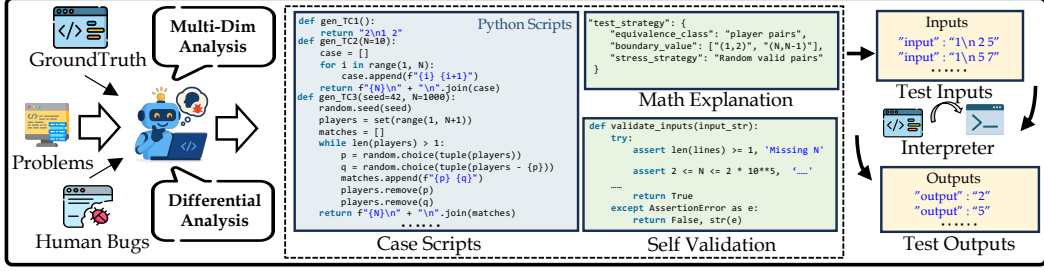 GroundTruth
Problems
Human Bugs
Multi-Dim
Analysis
Differential
Analysis
Python Scripts
def gen_TC1():
    return "2\n1 2"
def gen_TC2(N=10):
    case = []
    for i in range(1, N):
        case.append(f"{i} {i+1}")
    return f"{N}\n" + "\n".join(case)
def gen_TC3(seed=42, N=1000):
    random.seed(seed)
    players = set(range(1, N+1))
    matches = []
    while len(players) > 1:
        p = random.choice(tuple(players))
        q = random.choice(tuple(players - {p}))
        matches.append(f"{p} {q}")
        players.remove(p)
        players.remove(q)
    return f"{N}\n" + "\n".join(matches)
……
Case Scripts
"test_strategy": {
    "equivalence_class": "player pairs",
    "boundary_value": ["(1,2)", "(N,N-1)"],
    "stress_strategy": "Random valid pairs"
}
Math Explanation
def validate_inputs(input_str):
    try:
        assert len(lines) >= 1, 'Missing N'
        assert 2 <= N <= 2 * 10**5, '……'
    ……
        return True
    except AssertionError as e:
        return False, str(e)
Self Validation
Inputs
"input" : "1\n 2 5"
"input" : "1\n 5 7"
……
Test Inputs
Interpreter
Outputs
"output" : "2"
"output" : "5"
……
Test Outputs